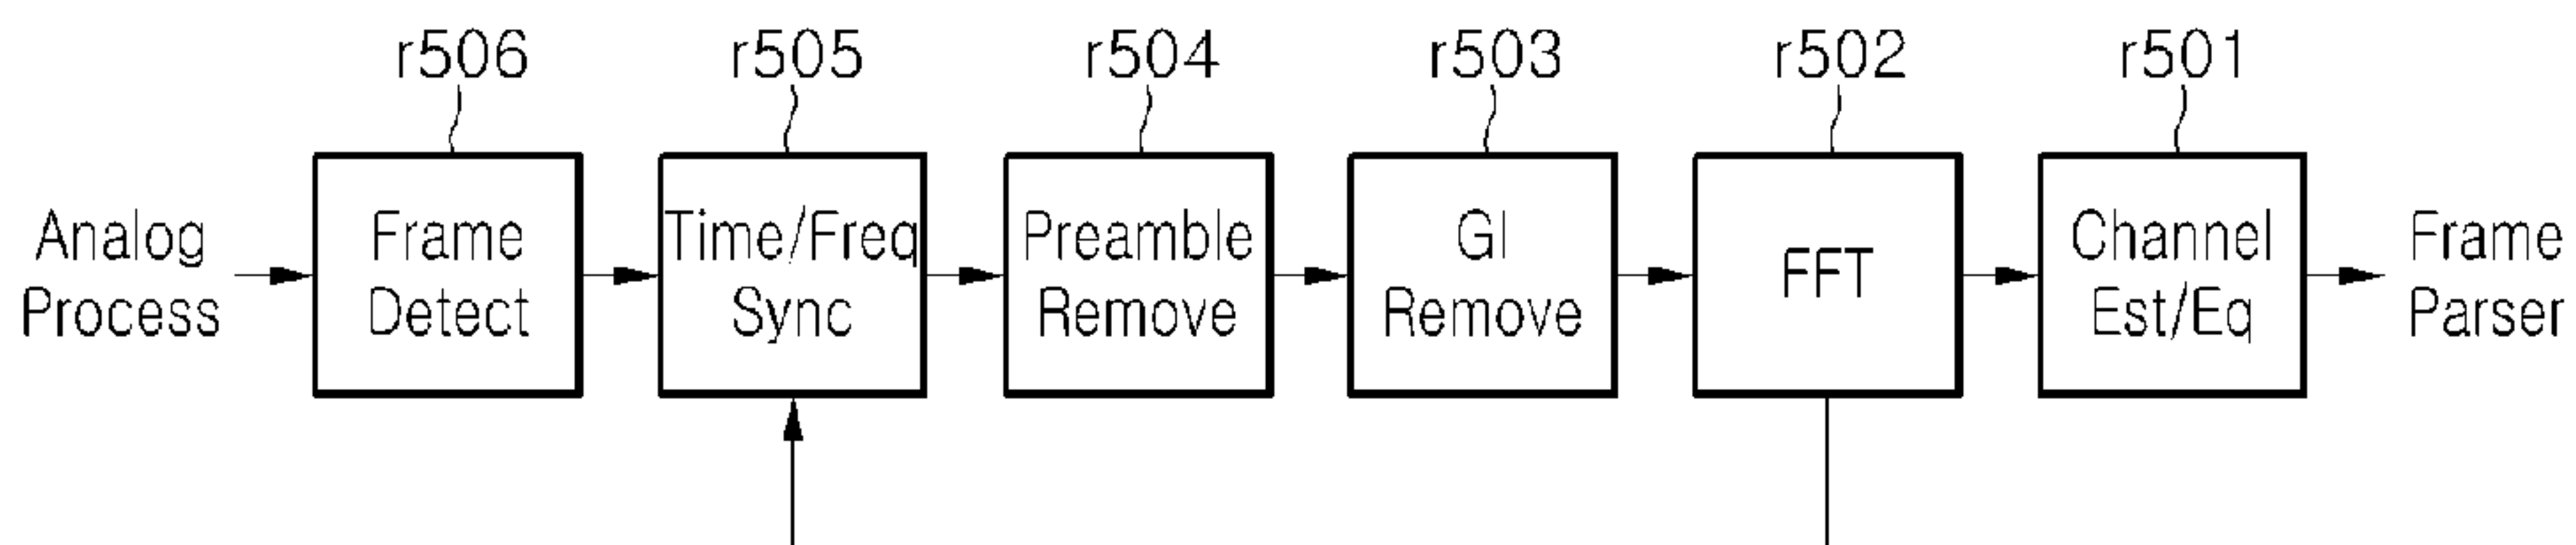 r506
r505
r504
r503
r502
r501
Analog
Process
Frame
Detect
Time/Freq
Sync
Preamble
Remove
GI
Remove
FFT
Channel
Est/Eq
Frame
Parser